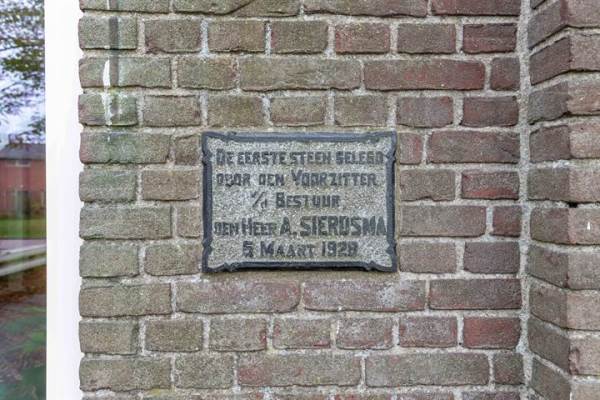 DE EERSTE STEEN GELEGD
DOOR DEN VOORZITTER
V/H BESTUUR
DEN HEER A. SIERDSMA
5 MAART 1928